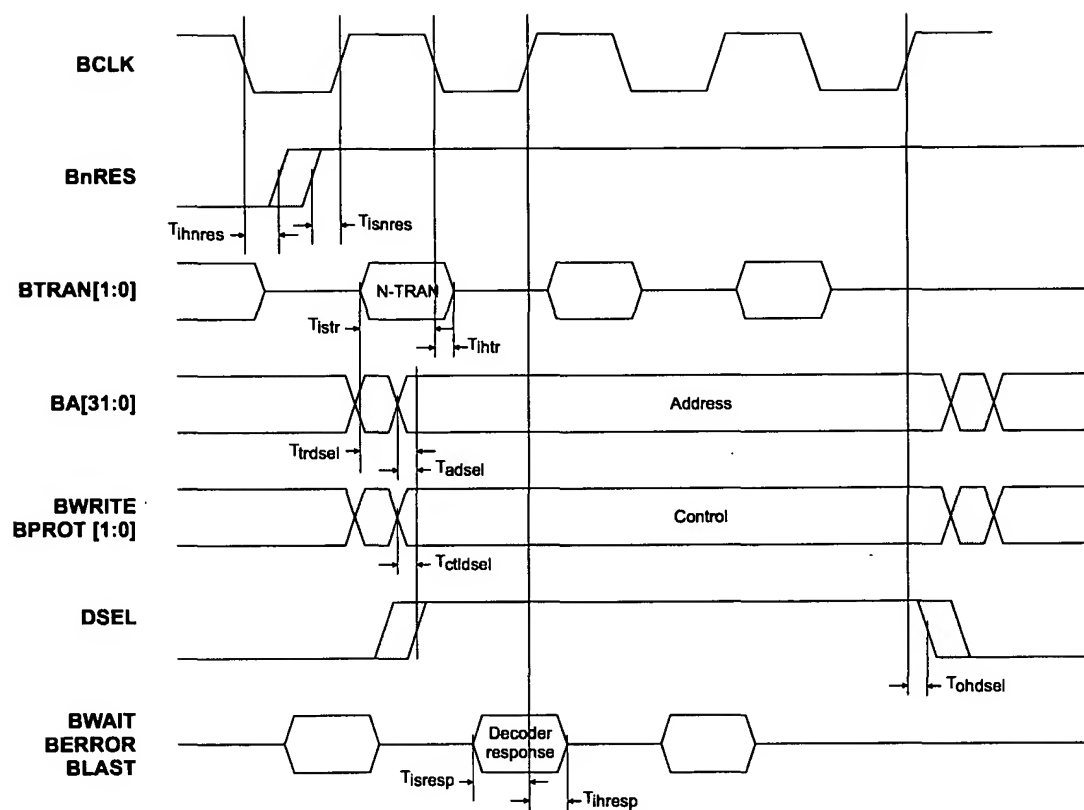 BCLK
BnRES
Tihnres
Tisnres
BTRAN[1:0]
N-TRAN
Tistr
Tihtr
BA[31:0]
Address
Ttrdsel
Tadsel
BWRITE
BPROT [1:0]
Control
Tctldsel
DSEL
Tohdsel
BWAIT
BERROR
BLAST
Decoder
response
Tisresp
Tihresp